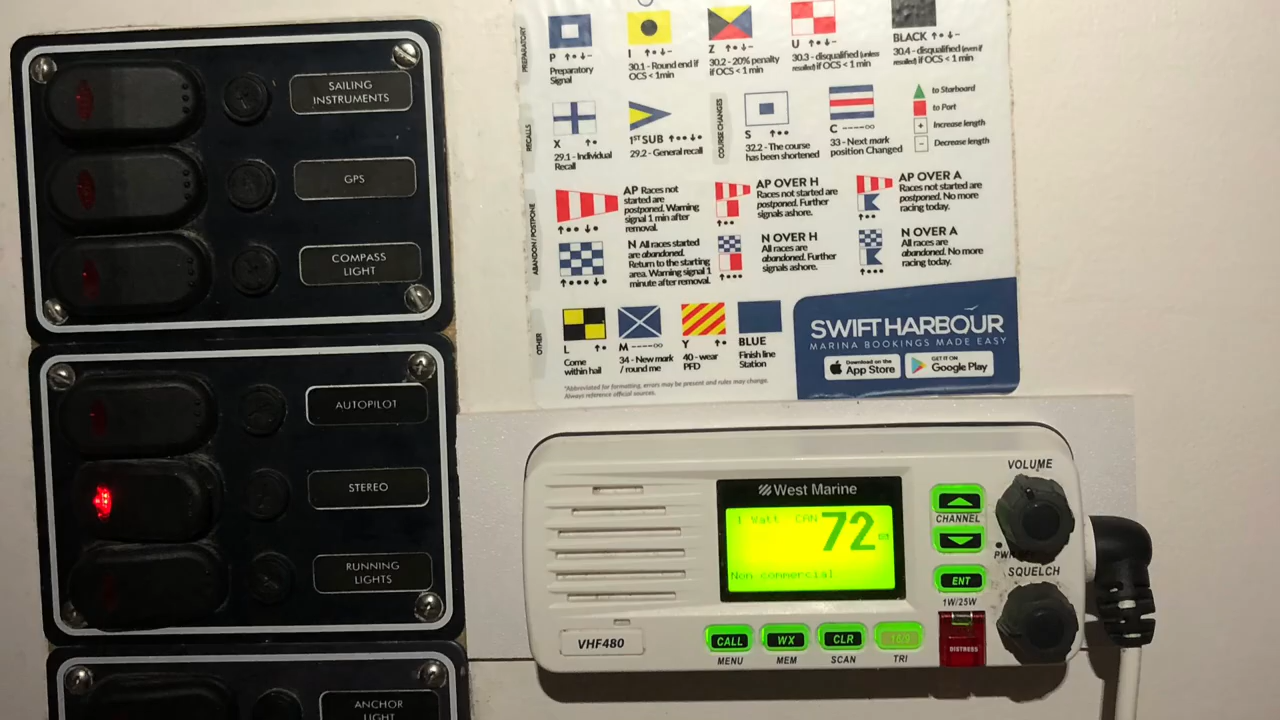 SAILING
INSTRUMENTS
GPS
COMPASS
LIGHT
AUTOPILOT
STEREO
RUNNING
LIGHTS
ANCHOR
LIGHT
PREPARATORY
P
Preparatory
Signal
I
30.1 - Round end if
OCS < 1 min
Z
30.2 - 20% penalty
if OCS < 1 min
U
30.3 - disqualified (unless
resailed) if OCS < 1 min
BLACK
30.4 - disqualified (even if
resailed) if OCS < 1 min
RECALLS
X
29.1 - Individual
Recall
1ST SUB
29.2 - General recall
COURSE CHANGES
S
32.2 - The course
has been shortened
C
33 - Next mark
position Changed
to Starboard
to Port
+ Increase length
- Decrease length
ABANDON / POSTPONE
AP Races not
started are
postponed. Warning
signal 1 min after
removal.
AP OVER H
Races not started are
postponed. Further
signals ashore.
AP OVER A
Races not started are
postponed. No more
racing today.
N All races started
are abandoned.
Return to the starting
area. Warning signal 1
minute after removal.
N OVER H
All races are
abandoned. Further
signals ashore.
N OVER A
All races are
abandoned. No more
racing today.
OTHER
L
Come
within hail
M
34 - New mark
/ round me
Y
40 - wear
PFD
BLUE
Finish line
Station
*Abbreviated for formatting, errors may be present and rules may change.
Always reference official sources.
SWIFT HARBOUR
MARINA BOOKINGS MADE EASY
Download on the
App Store
GET IT ON
Google Play
West Marine
1 Watt CAN 72
Non commercial
VOLUME
CHANNEL
PWR
SQUELCH
ENT
1W/25W
DISTRESS
VHF480
CALL WX CLR 16/9
MENU MEM SCAN TRI